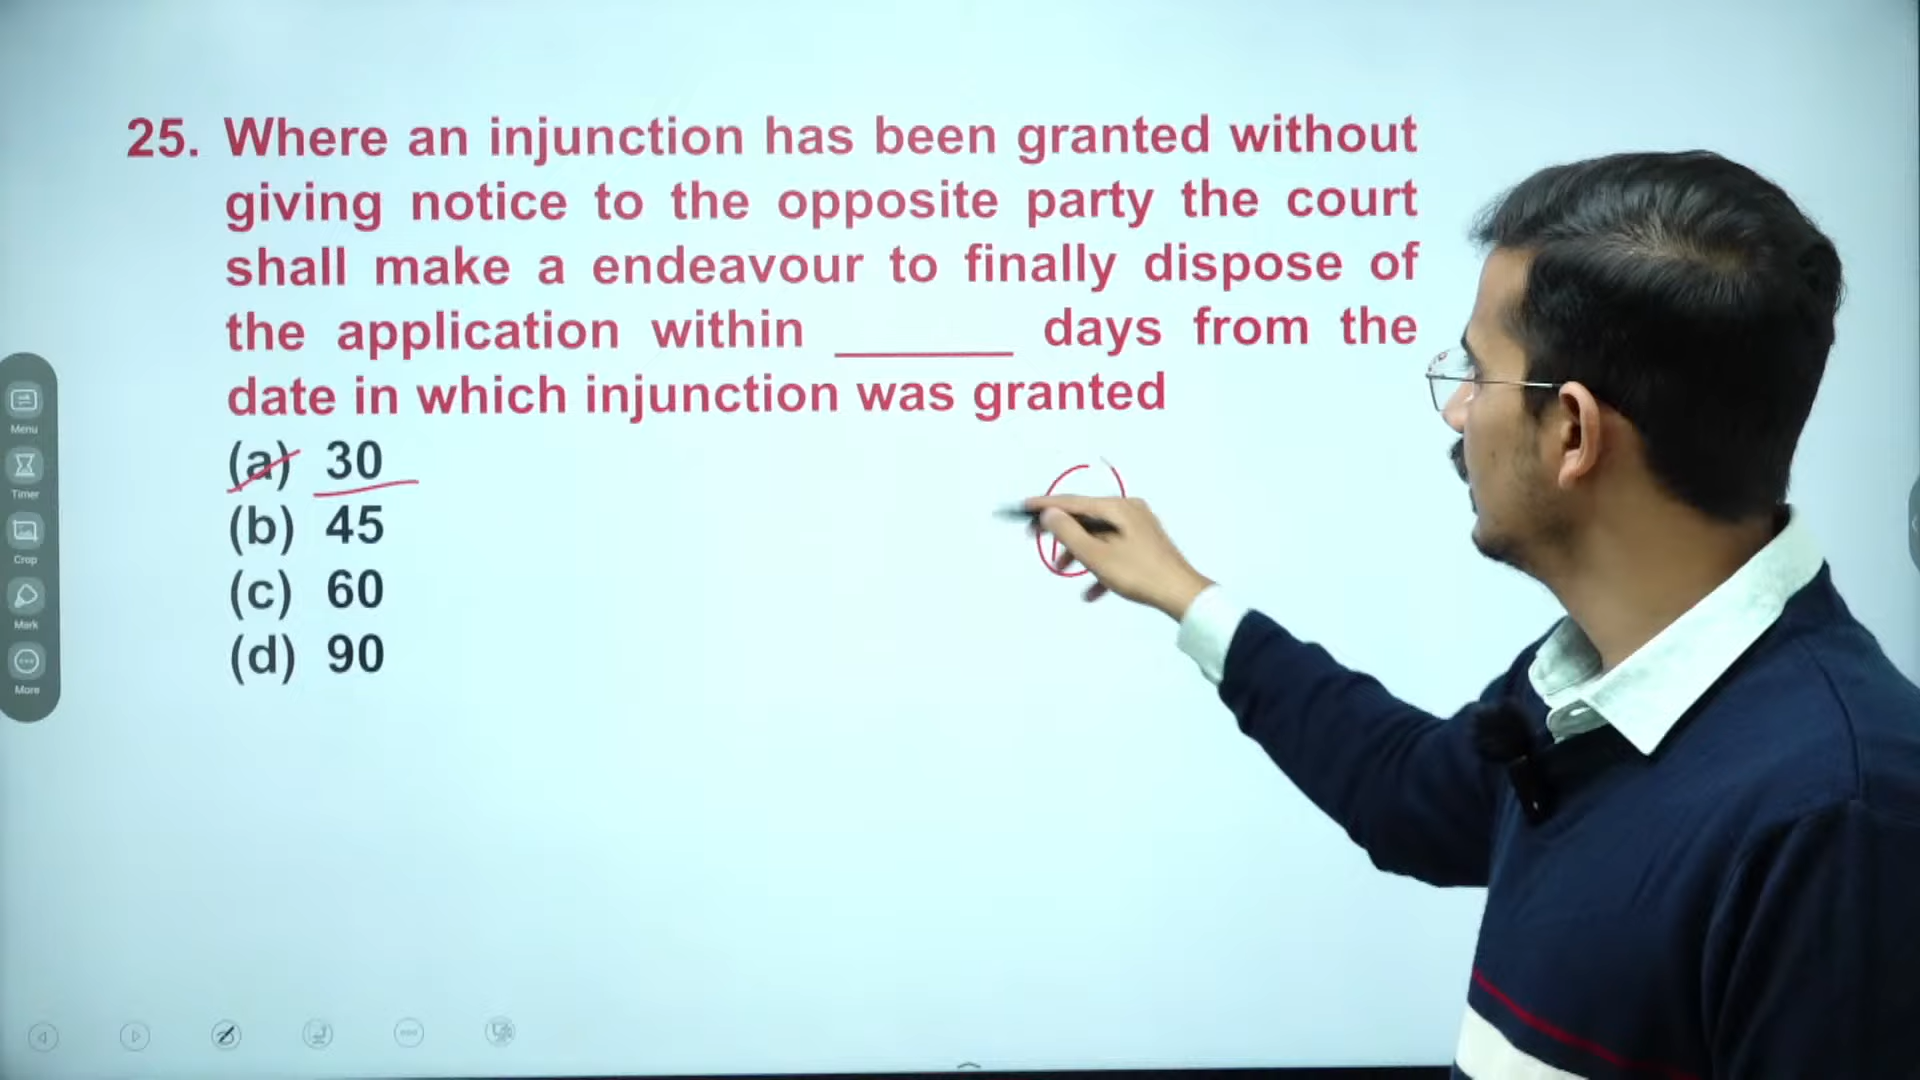 25. Where an injunction has been granted without
giving notice to the opposite party the court
shall make a endeavour to finally dispose of
the application within ______ days from the
date in which injunction was granted
(a) 30
(b) 45
(c) 60
(d) 90
Menu
Timer
Crop
Mark
More